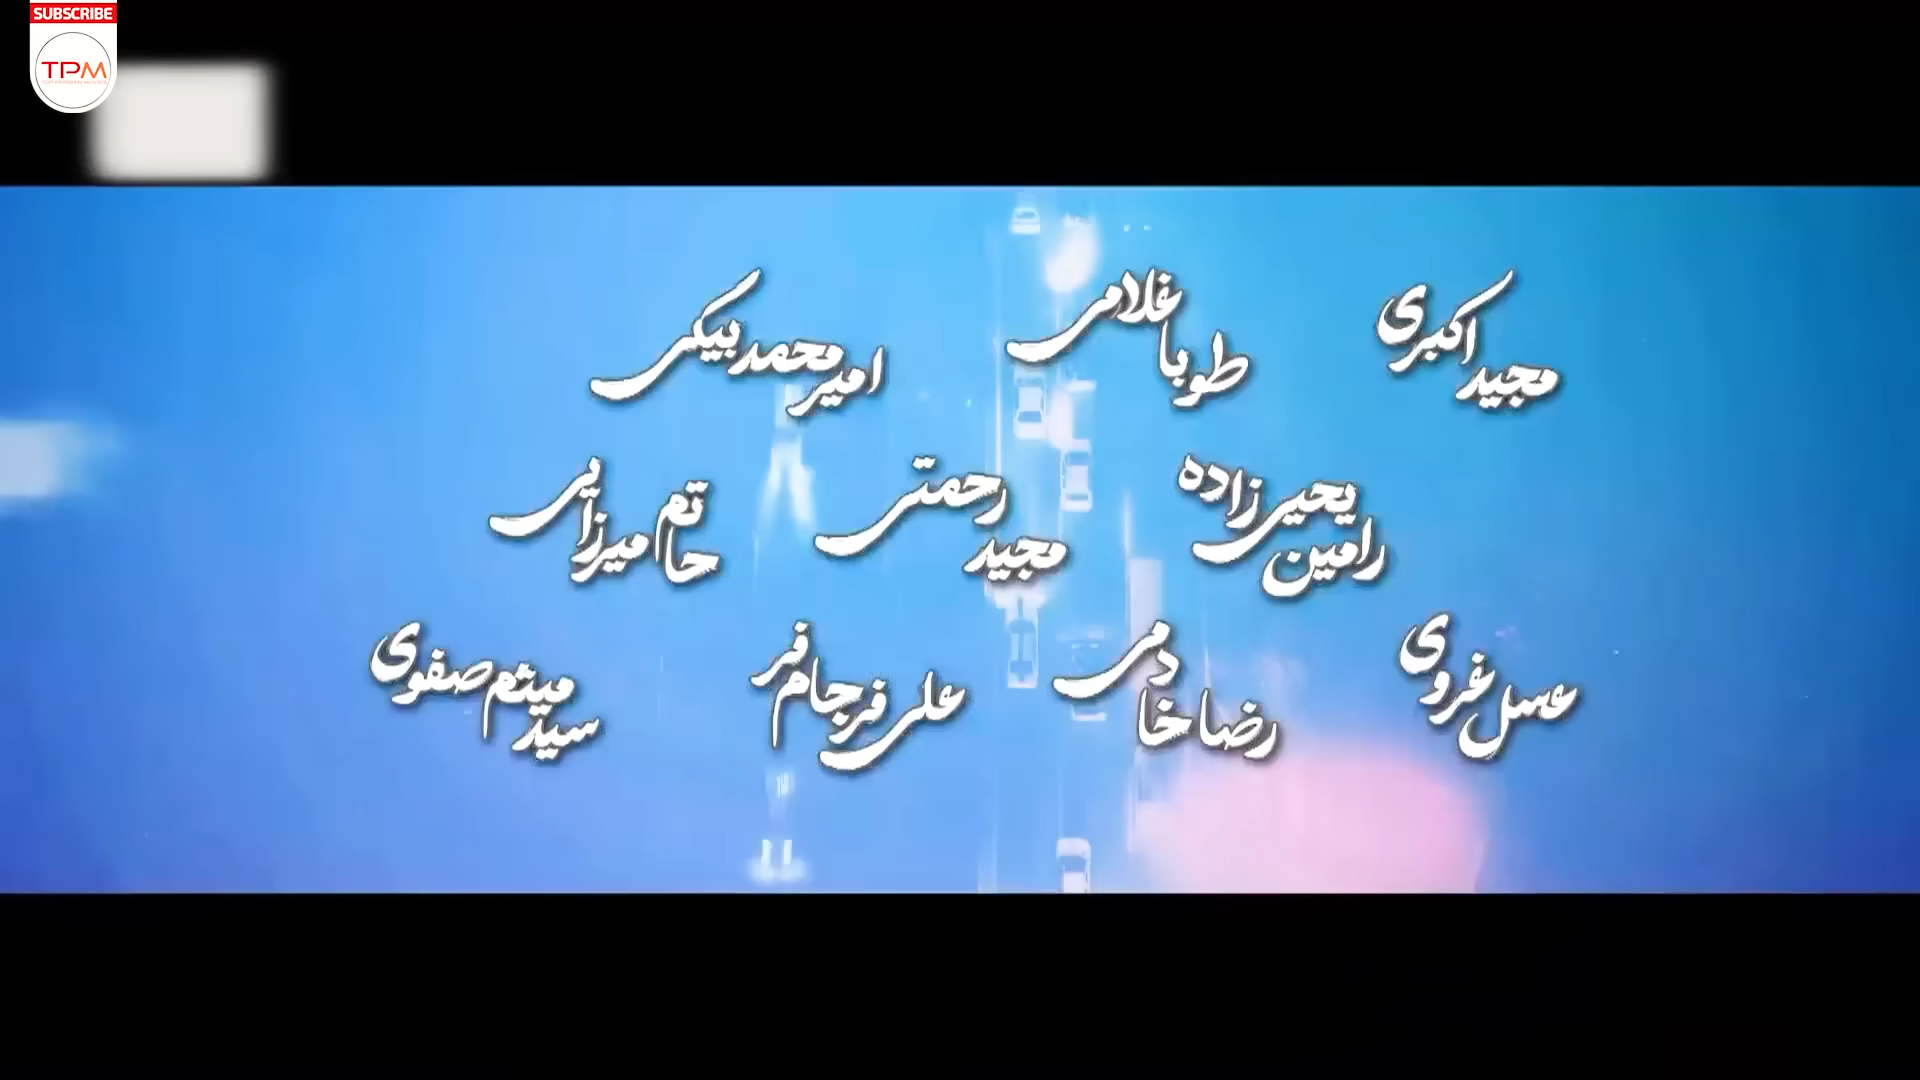 SUBSCRIBE
TPM
مجید اکبری
طوبا غلامی
امیرمحمد بیکی
رامین یحیی زاده
مجید رحمتی
حاتم میرزایی
عسل غروی
رضا خادمی
علی فرجام فر
سید میثم صفوی